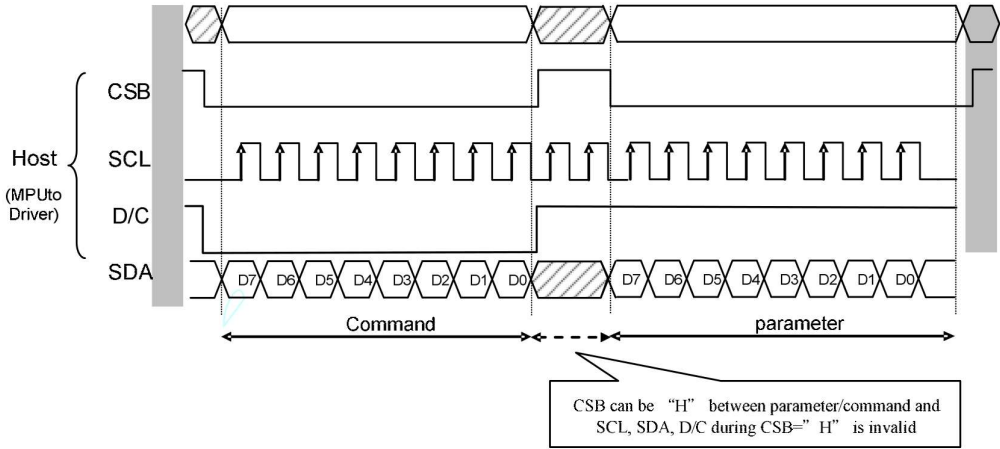 CSB
Host
SCL
(MPUto
Driver)
D/C
SDA
D7 D6 D5 D4 D3 D2 D1 D0 D7 D6 D5 D4 D3 D2 D1 D0
Command
parameter
CSB can be “H” between parameter/command and
SCL, SDA, D/C during CSB=”H” is invalid